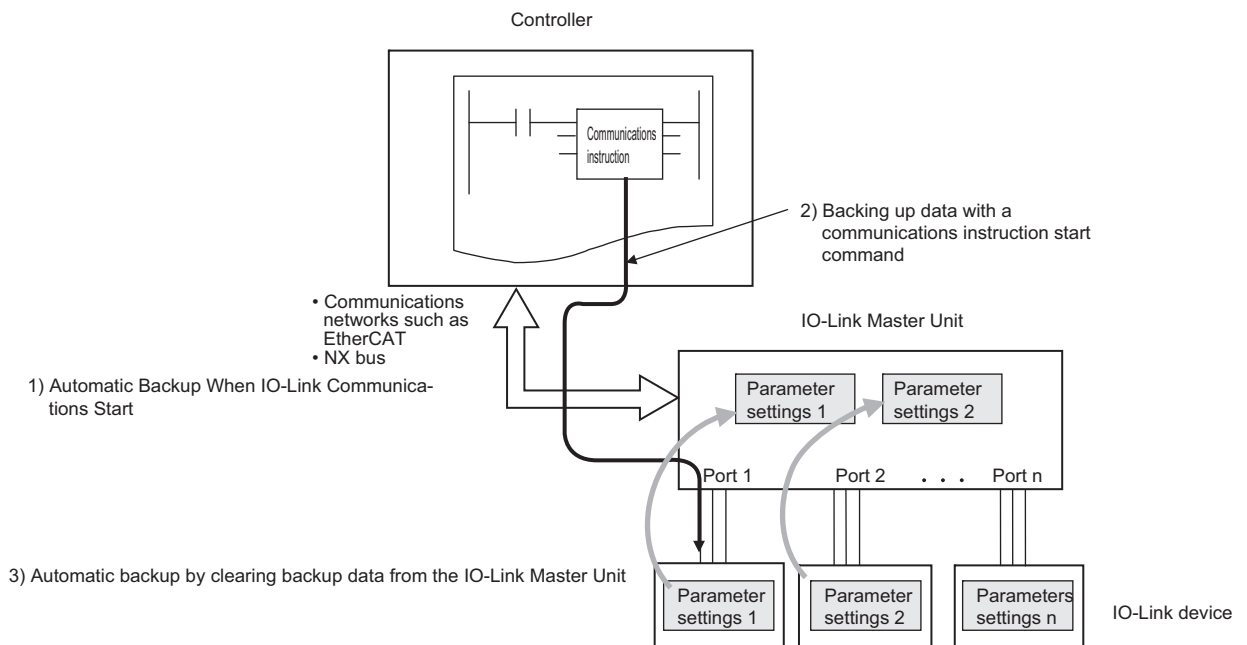 Controller
Communications
instruction
2) Backing up data with a
communications instruction start
command
• Communications
networks such as
EtherCAT
• NX bus
IO-Link Master Unit
1) Automatic Backup When IO-Link Communica-
tions Start
Parameter
settings 1
Parameter
settings 2
Port 1
Port 2
. . .
Port n
3) Automatic backup by clearing backup data from the IO-Link Master Unit
Parameter
settings 1
Parameter
settings 2
Parameters
settings n
IO-Link device